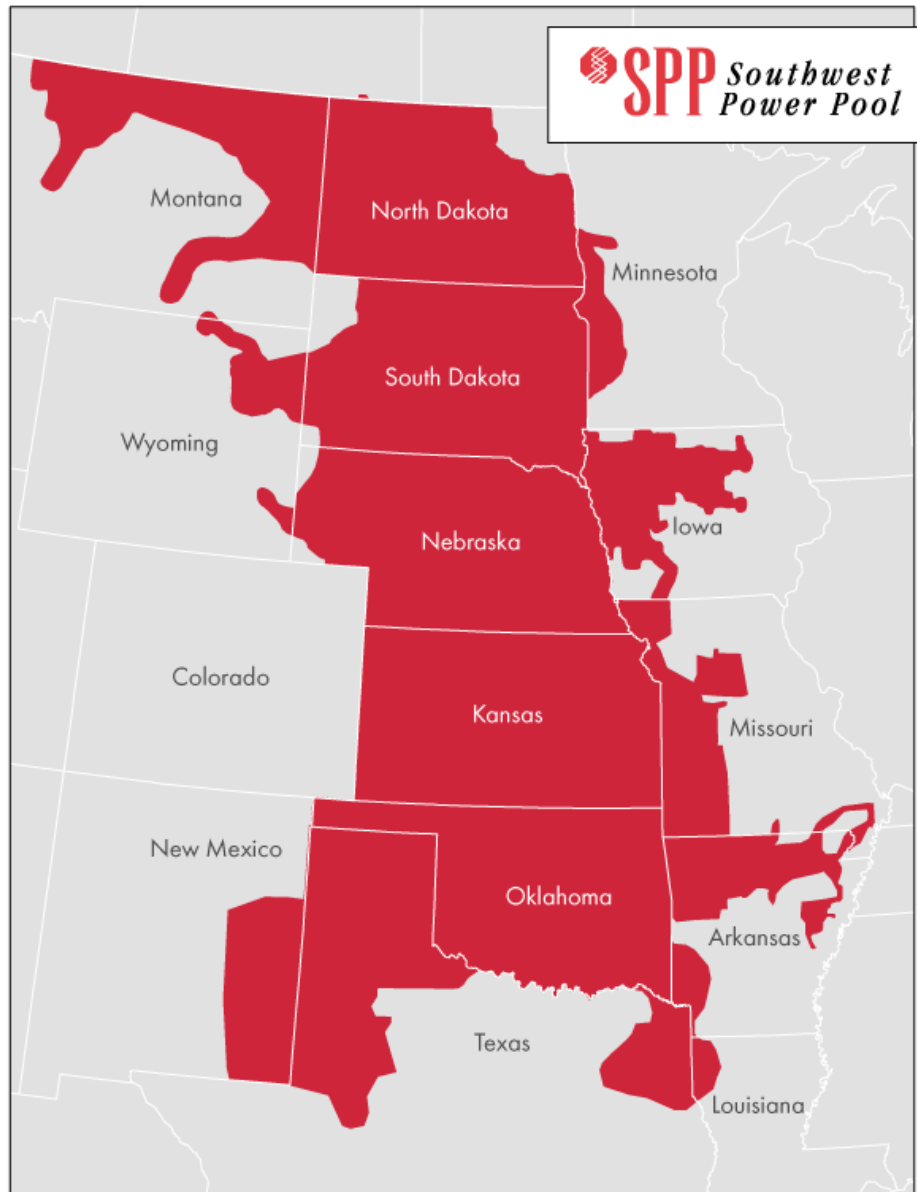 SPP Southwest
Power Pool
Montana
North Dakota
Minnesota
South Dakota
Wyoming
Iowa
Nebraska
Colorado
Kansas
Missouri
New Mexico
Oklahoma
Arkansas
Texas
Louisiana